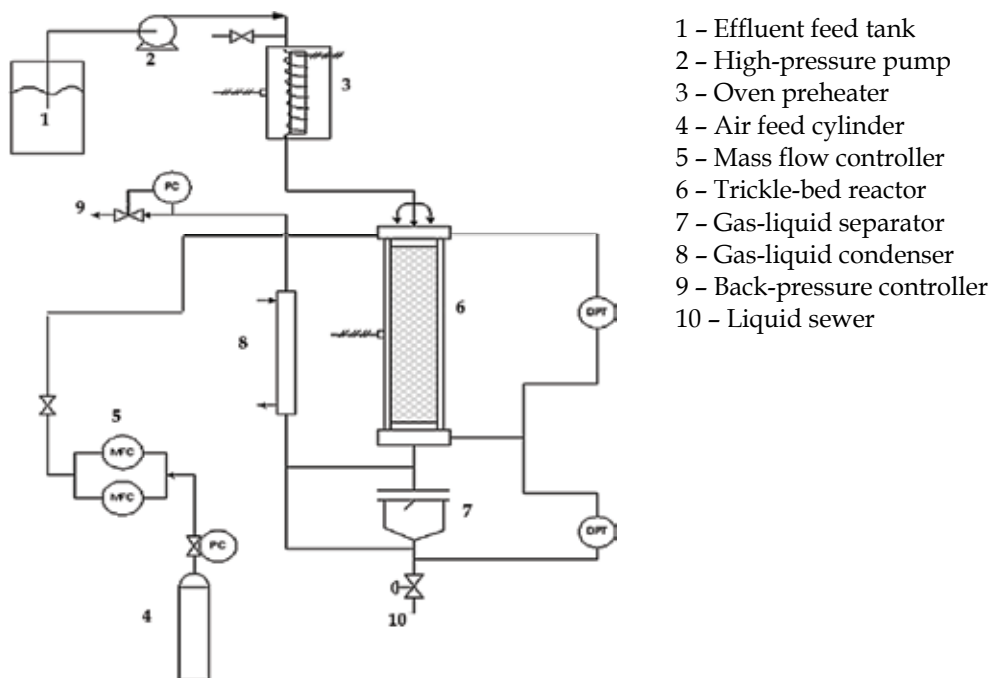 1 – Effluent feed tank
2 – High-pressure pump
3 – Oven preheater
4 – Air feed cylinder
5 – Mass flow controller
6 – Trickle-bed reactor
7 – Gas-liquid separator
8 – Gas-liquid condenser
9 – Back-pressure controller
10 – Liquid sewer
2
3
1
PC
9
6
DPT
8
5
MFC
MFC
7
DPT
PC
4
10